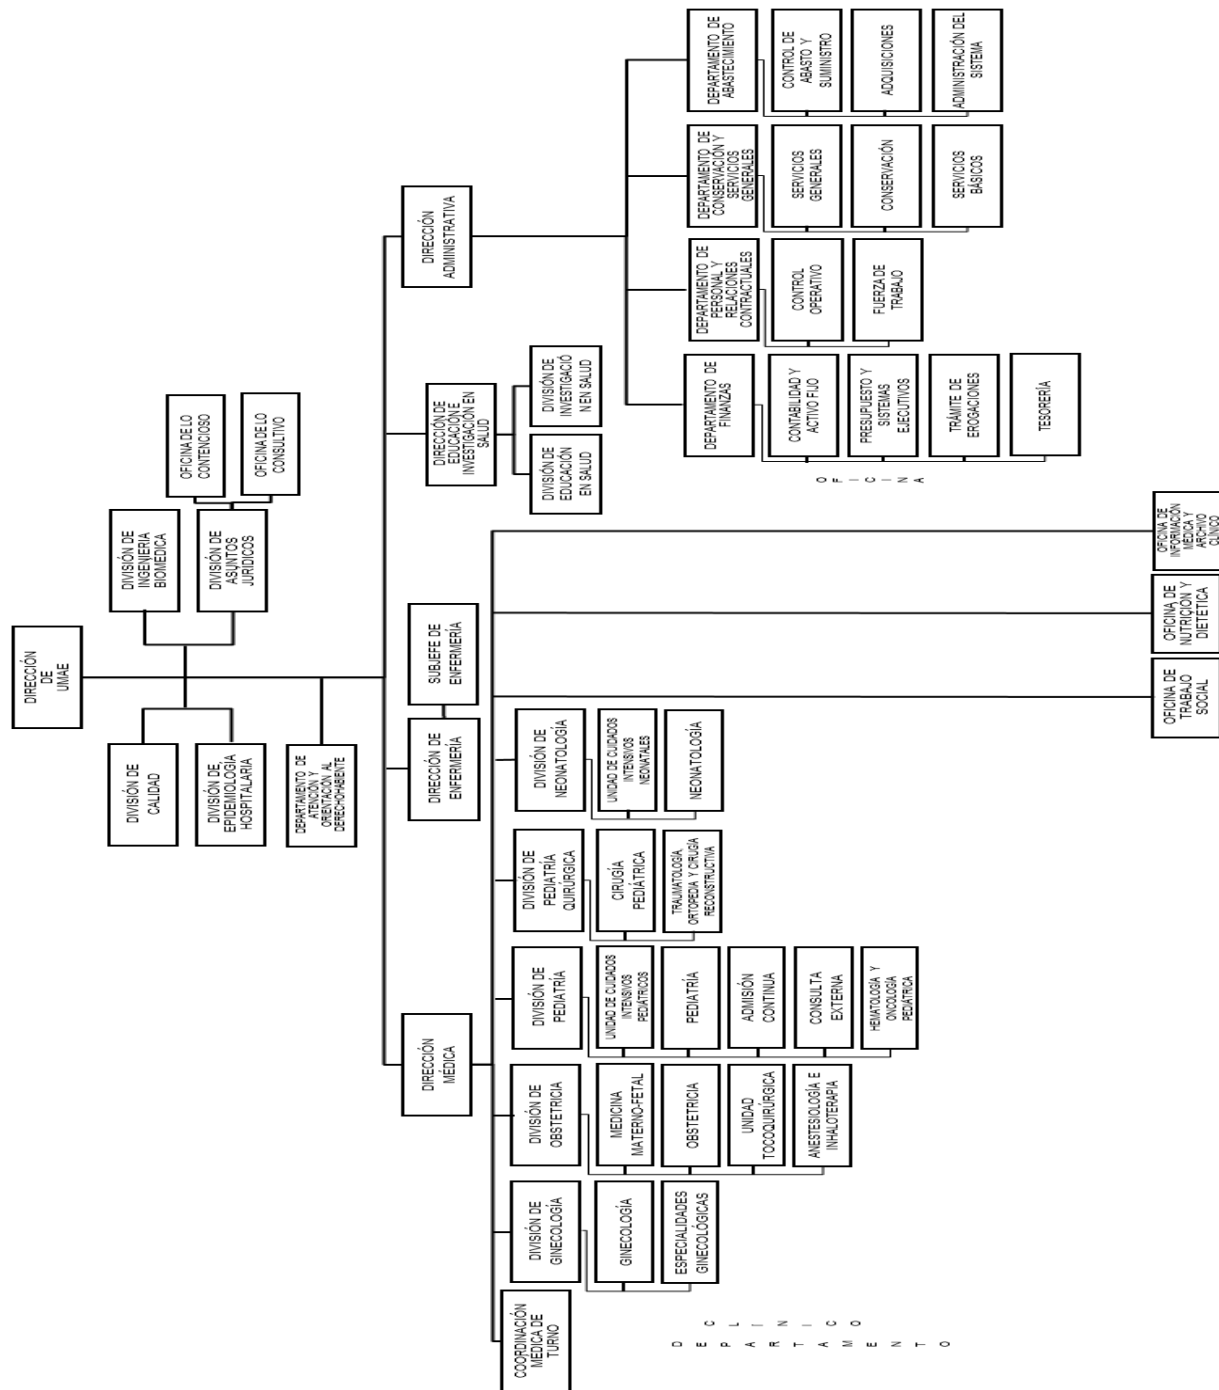 DIRECCIÓN
DE
UMAE
DIVISIÓN DE
CALIDAD
DIVISIÓN DE
INGENIERIA
BIOMEDICA
DIVISIÓN DE
EPIDEMIOLOGÍA
HOSPITALARIA
DIVISIÓN DE
ASUNTOS
JURIDICOS
OFICINA DE LO
CONTENCIOSO
OFICINA DE LO
CONSULTIVO
DEPARTAMENTO DE
ATENCIÓN Y
ORIENTACIÓN AL
DERECHOHABIENTE
DIRECCIÓN
MÉDICA
DIRECCIÓN DE
ENFERMERÍA
SUBJEFE DE
ENFERMERÍA
DIRECCIÓN DE
EDUCACIÓN E
INVESTIGACIÓN EN
SALUD
DIRECCIÓN
ADMINISTRATIVA
DIVISIÓN DE
EDUCACIÓN
EN SALUD
DIVISIÓN DE
INVESTIGACIÓ
N EN SALUD
COORDINACIÓN
MEDICA DE
TURNO
DIVISIÓN DE
GINECOLOGÍA
GINECOLOGÍA
ESPECIALIDADES
GINECOLÓGICAS
DIVISIÓN DE
OBSTETRICIA
MEDICINA
MATERNO-FETAL
OBSTETRICIA
UNIDAD
TOCOQUIRÚRGICA
ANESTESIOLOGÍA E
INHALOTERAPIA
DIVISIÓN DE
PEDIATRÍA
UNIDAD DE CUIDADOS
INTENSIVOS
PEDIÁTRICOS
PEDIATRÍA
ADMISIÓN
CONTINUA
CONSULTA
EXTERNA
HEMATOLOGÍA Y
ONCOLOGÍA
PEDIÁTRICA
DIVISIÓN DE
PEDIATRÍA
QUIRÚRGICA
CIRUGÍA
PEDIÁTRICA
TRAUMATOLOGÍA,
ORTOPEDIA Y CIRUGÍA
RECONSTRUCTIVA
DIVISIÓN DE
NEONATOLOGÍA
UNIDAD DE CUIDADOS
INTENSIVOS
NEONATALES
NEONATOLOGÍA
OFICINA DE
TRABAJO
SOCIAL
OFICINA DE
NUTRICION Y
DIETETICA
OFICINA DE
INFORMACIÓN
MÉDICA Y
ARCHIVO
CLÍNICO
DEPARTAMENTO DE
FINANZAS
CONTABILIDAD Y
ACTIVO FIJO
PRESUPUESTO Y
SISTEMAS
EJECUTIVOS
TRÁMITE DE
EROGACIONES
TESORERÍA
DEPARTAMENTO DE
PERSONAL Y
RELACIONES
CONTRACTUALES
CONTROL
OPERATIVO
FUERZA DE
TRABAJO
DEPARTAMENTO DE
CONSERVACIÓN Y
SERVICIOS
GENERALES
SERVICIOS
GENERALES
CONSERVACIÓN
SERVICIOS
BÁSICOS
DEPARTAMENTO DE
ABASTECIMIENTO
CONTROL DE
ABASTO Y
SUMINISTRO
ADQUISICIONES
ADMINISTRACIÓN DEL
SISTEMA
DEPARTAMENTO
CLINICO
OFICINA